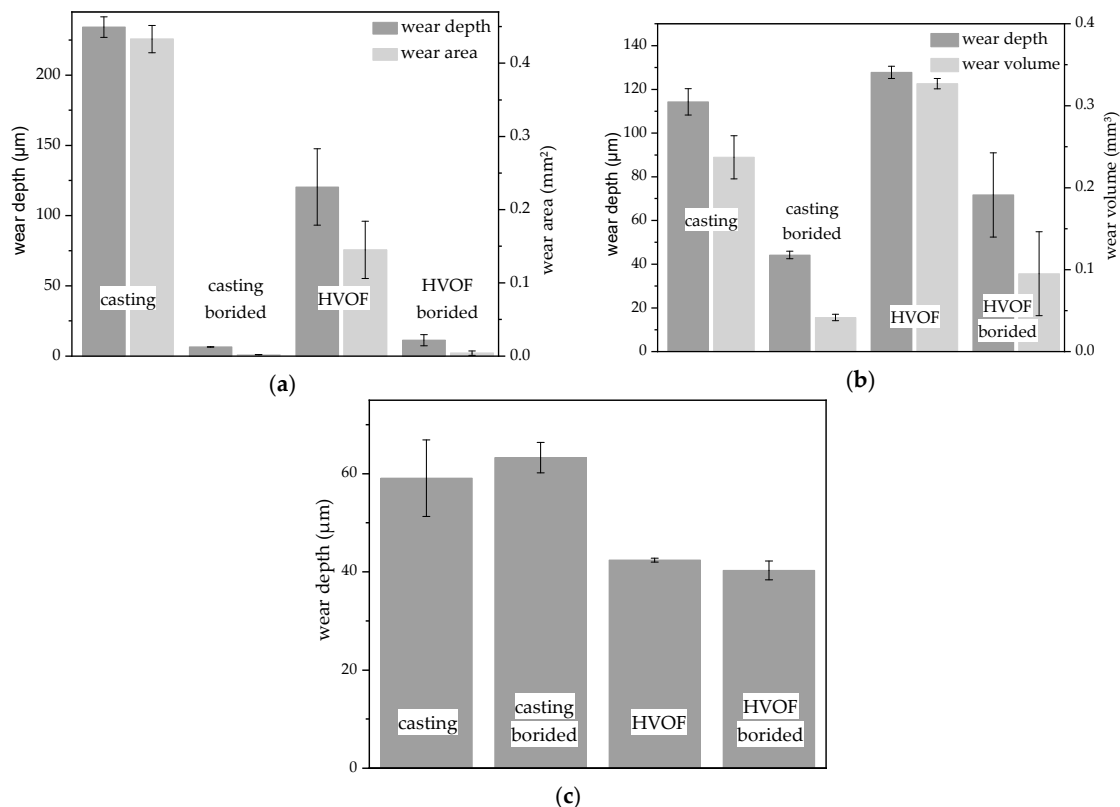 wear depth
wear area
wear depth (µm)
225
200
150
100
50
0
casting
casting
borided
HVOF
HVOF
borided
0.4
0.3
0.2
0.1
0.0
wear area (mm²)
(a)
wear depth
wear volume
wear depth (µm)
140
120
100
80
60
40
20
0
casting
casting
borided
HVOF
HVOF
borided
0.4
0.3
0.2
0.1
0.0
wear volume (mm³)
(b)
wear depth (µm)
60
40
20
0
casting
casting
borided
HVOF
HVOF
borided
(c)